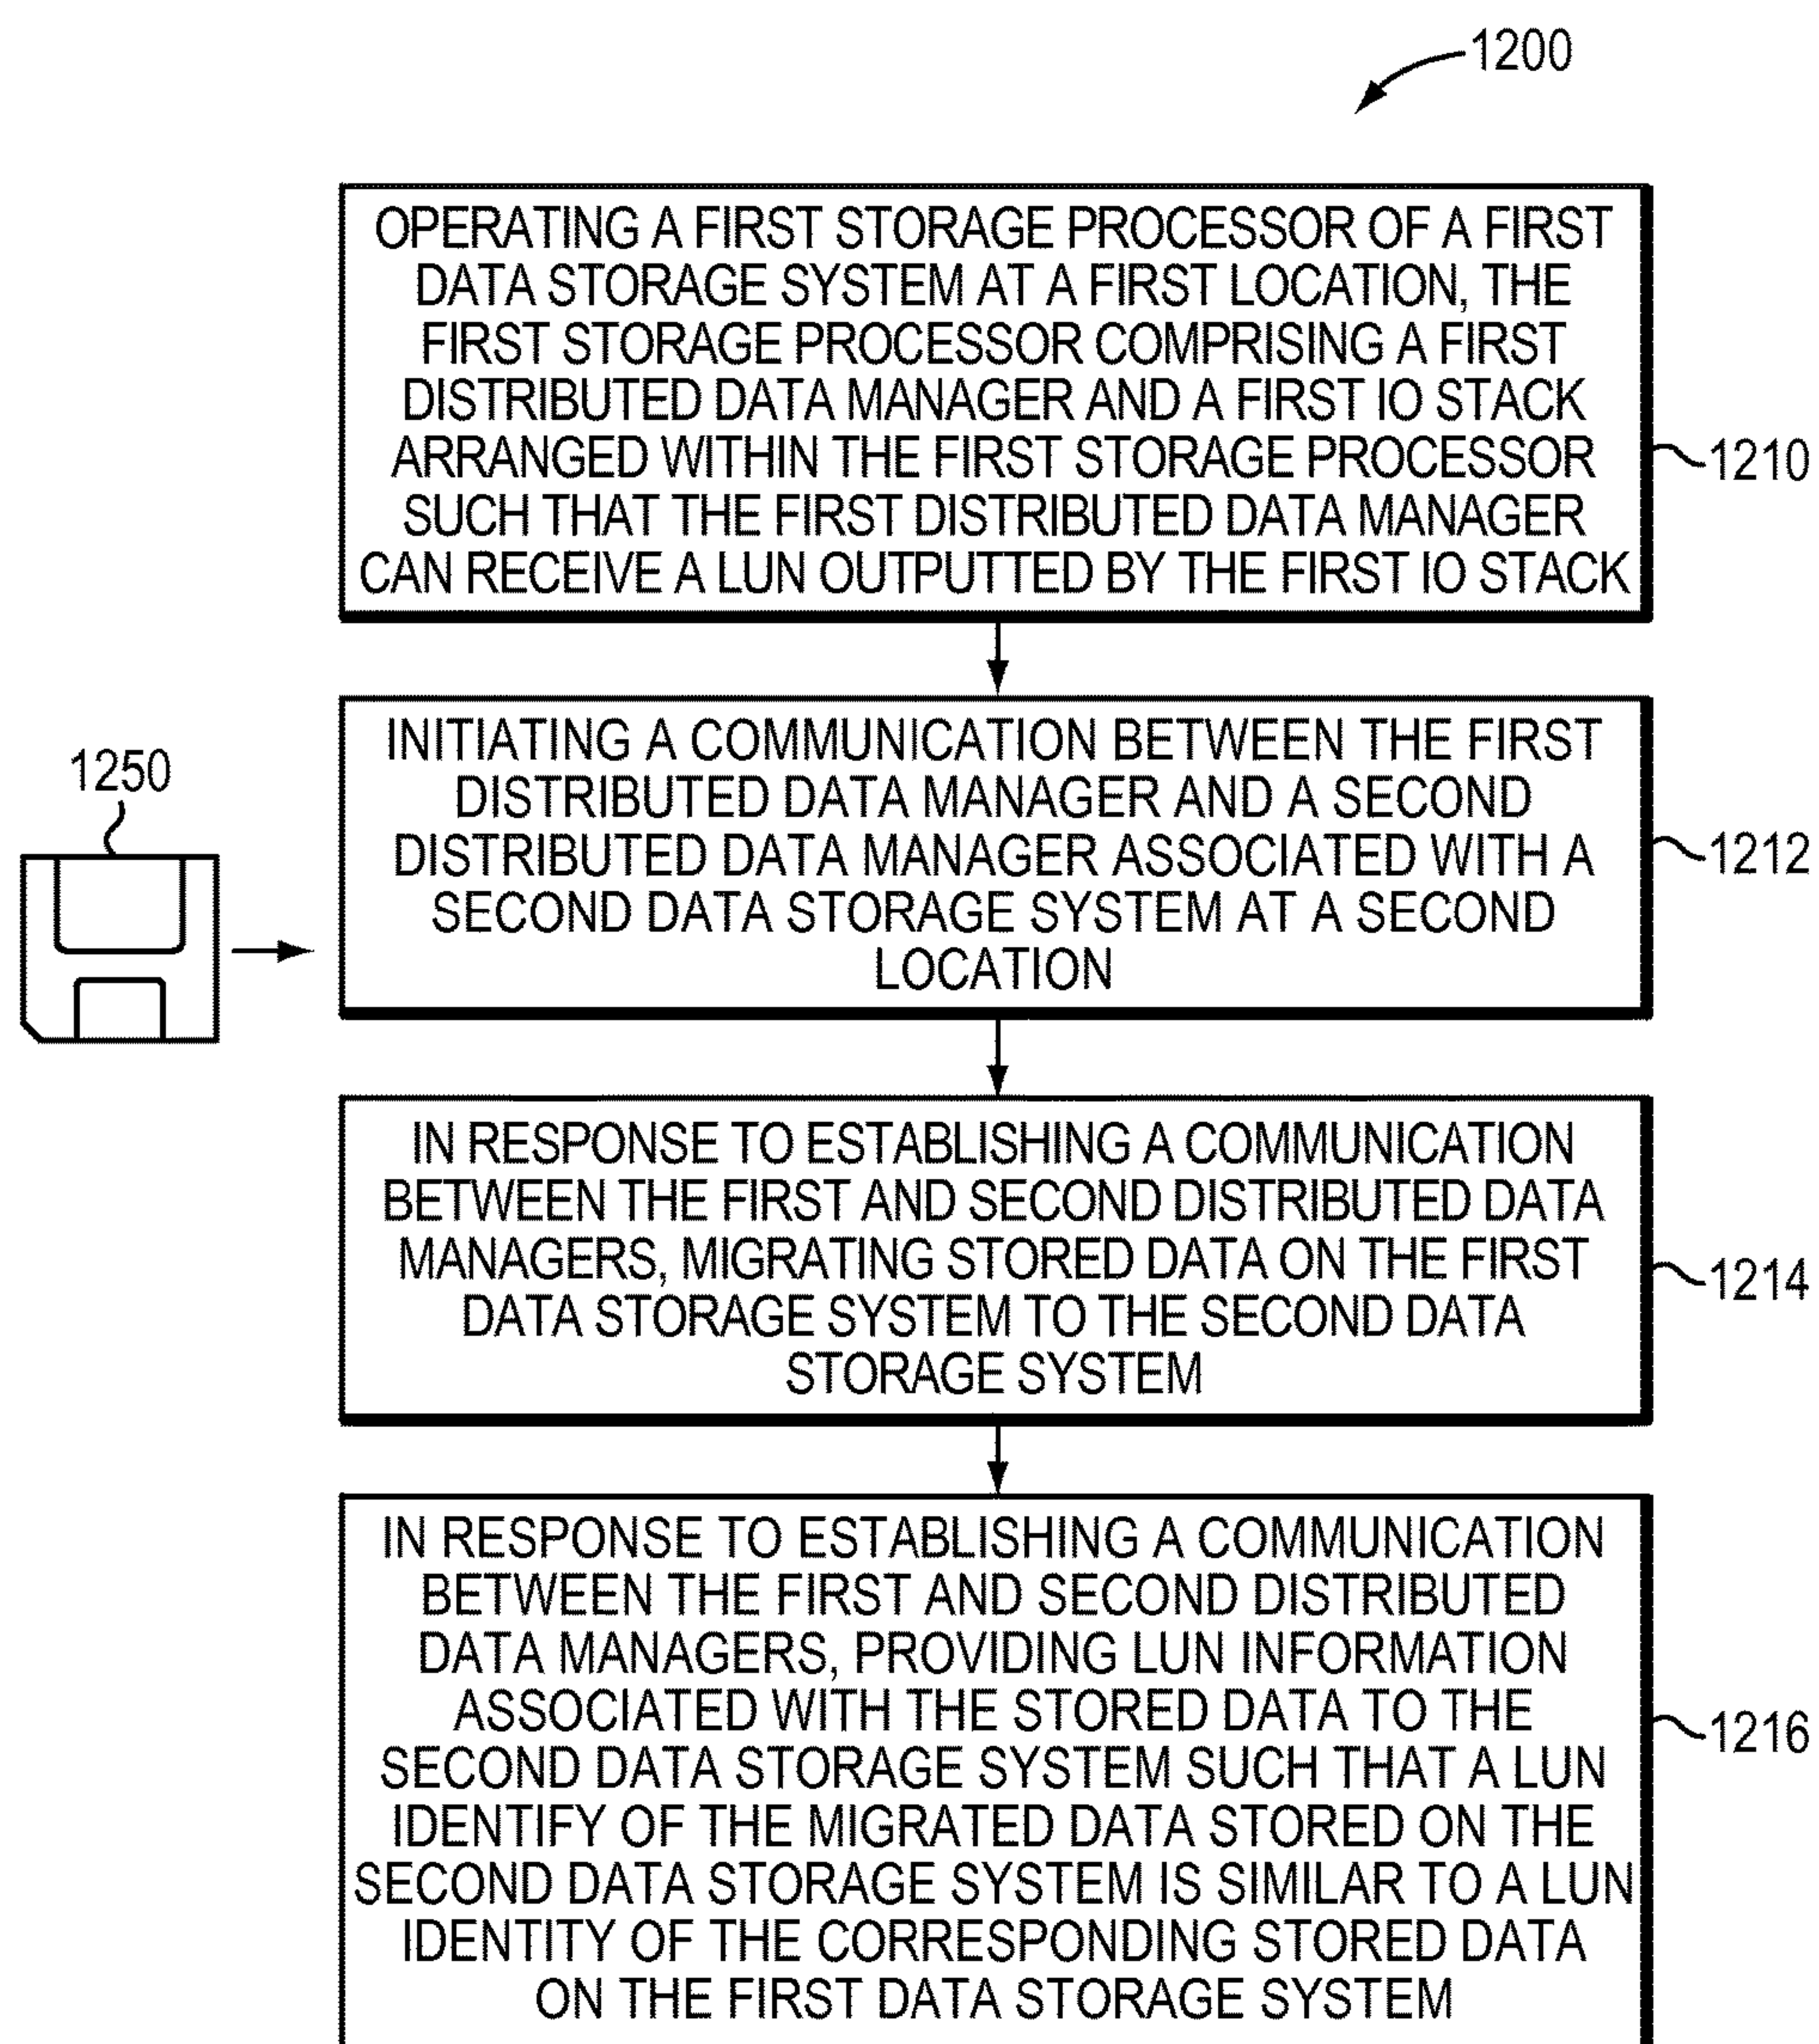 1200
OPERATING A FIRST STORAGE PROCESSOR OF A FIRST
DATA STORAGE SYSTEM AT A FIRST LOCATION, THE
FIRST STORAGE PROCESSOR COMPRISING A FIRST
DISTRIBUTED DATA MANAGER AND A FIRST IO STACK
ARRANGED WITHIN THE FIRST STORAGE PROCESSOR
SUCH THAT THE FIRST DISTRIBUTED DATA MANAGER
CAN RECEIVE A LUN OUTPUTTED BY THE FIRST IO STACK
1210
INITIATING A COMMUNICATION BETWEEN THE FIRST
DISTRIBUTED DATA MANAGER AND A SECOND
DISTRIBUTED DATA MANAGER ASSOCIATED WITH A
SECOND DATA STORAGE SYSTEM AT A SECOND
LOCATION
1212
1250
IN RESPONSE TO ESTABLISHING A COMMUNICATION
BETWEEN THE FIRST AND SECOND DISTRIBUTED DATA
MANAGERS, MIGRATING STORED DATA ON THE FIRST
DATA STORAGE SYSTEM TO THE SECOND DATA
STORAGE SYSTEM
1214
IN RESPONSE TO ESTABLISHING A COMMUNICATION
BETWEEN THE FIRST AND SECOND DISTRIBUTED
DATA MANAGERS, PROVIDING LUN INFORMATION
ASSOCIATED WITH THE STORED DATA TO THE
SECOND DATA STORAGE SYSTEM SUCH THAT A LUN
IDENTIFY OF THE MIGRATED DATA STORED ON THE
SECOND DATA STORAGE SYSTEM IS SIMILAR TO A LUN
IDENTITY OF THE CORRESPONDING STORED DATA
ON THE FIRST DATA STORAGE SYSTEM
1216